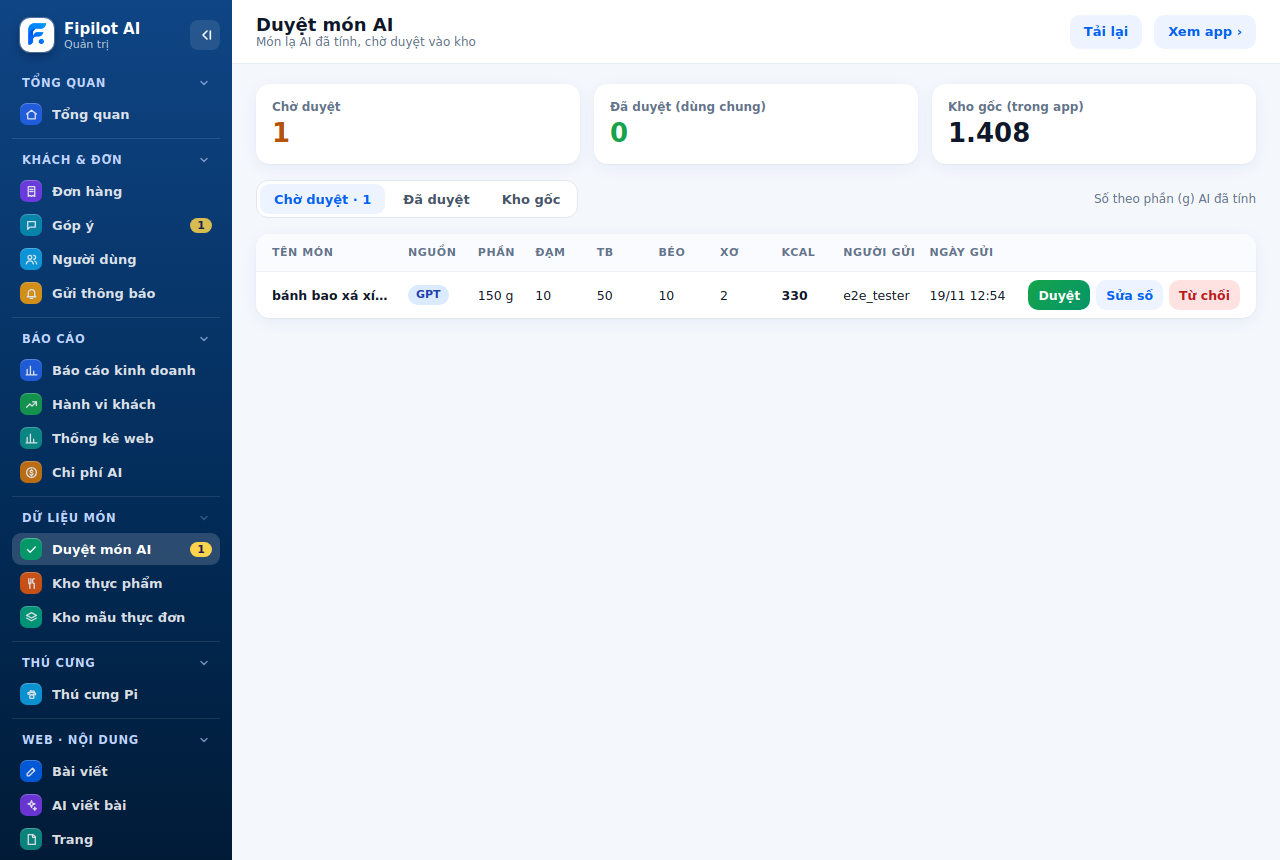 Fipilot AI
Quản trị
TỔNG QUAN
Tổng quan
KHÁCH & ĐƠN
Đơn hàng
Góp ý 1
Người dùng
Gửi thông báo
BÁO CÁO
Báo cáo kinh doanh
Hành vi khách
Thống kê web
Chi phí AI
DỮ LIỆU MÓN
Duyệt món AI 1
Kho thực phẩm
Kho mẫu thực đơn
THÚ CƯNG
Thú cưng Pi
WEB · NỘI DUNG
Bài viết
AI viết bài
Trang
Duyệt món AI
Món lạ AI đã tính, chờ duyệt vào kho
Tải lại
Xem app ›
Chờ duyệt
1
Đã duyệt (dùng chung)
0
Kho gốc (trong app)
1.408
Chờ duyệt · 1 Đã duyệt Kho gốc
Số theo phần (g) AI đã tính
TÊN MÓN NGUỒN PHẦN ĐẠM TB BÉO XƠ KCAL NGƯỜI GỬI NGÀY GỬI
bánh bao xá xí… GPT 150 g 10 50 10 2 330 e2e_tester 19/11 12:54 Duyệt Sửa số Từ chối